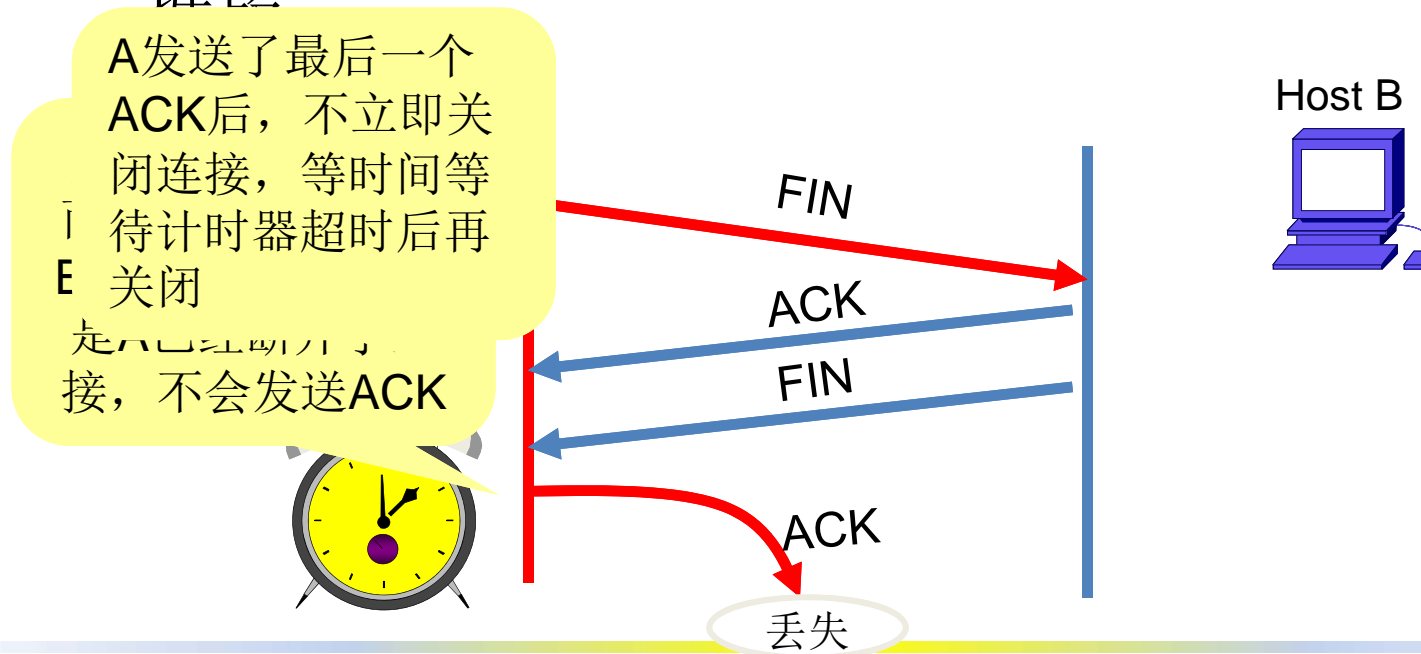 A发送了最后一个
ACK后，不立即关
闭连接，等时间等
待计时器超时后再
关闭
接，不会发送ACK
Host B
FIN
ACK
FIN
ACK
丢失